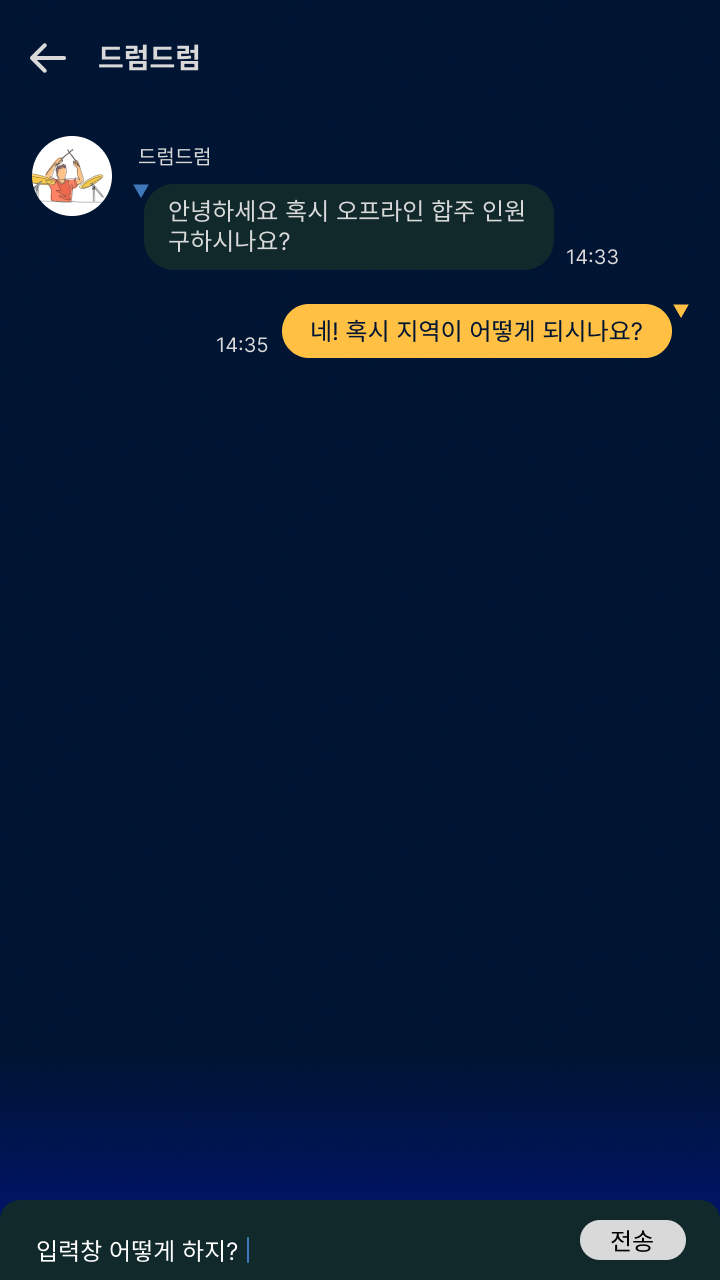 드럼드럼
드럼드럼
안녕하세요 혹시 오프라인 합주 인원
구하시나요?
14:33
네! 혹시 지역이 어떻게 되시나요?
14:35
입력창 어떻게 하지?
전송